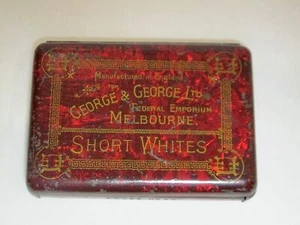 Manufactured in England
GEORGE & GEORGE LTD
FEDERAL EMPORIUM
MELBOURNE
SHORT WHITES